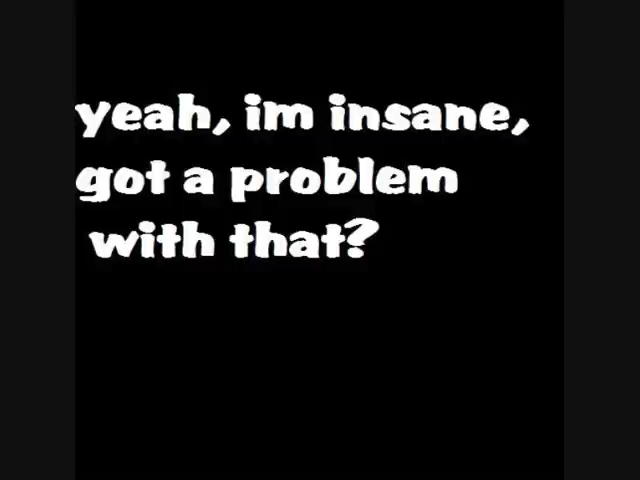 yeah, im insane,
got a problem
with that?